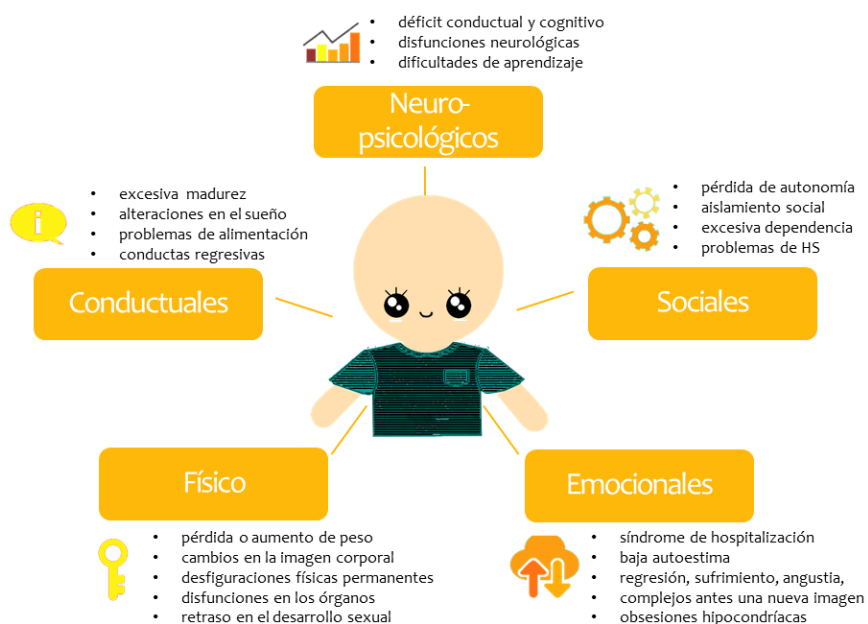 • déficit conductual y cognitivo
• disfunciones neurológicas
• dificultades de aprendizaje
Neuro-
psicológicos
• excesiva madurez
• alteraciones en el sueño
• problemas de alimentación
• conductas regresivas
i
Conductuales
• pérdida de autonomía
• aislamiento social
• excesiva dependencia
• problemas de HS
Sociales
Físico
• pérdida o aumento de peso
• cambios en la imagen corporal
• desfiguraciones físicas permanentes
• disfunciones en los órganos
• retraso en el desarrollo sexual
Emocionales
• síndrome de hospitalización
• baja autoestima
• regresión, sufrimiento, angustia,
• complejos antes una nueva imagen
• obsesiones hipocondríacas